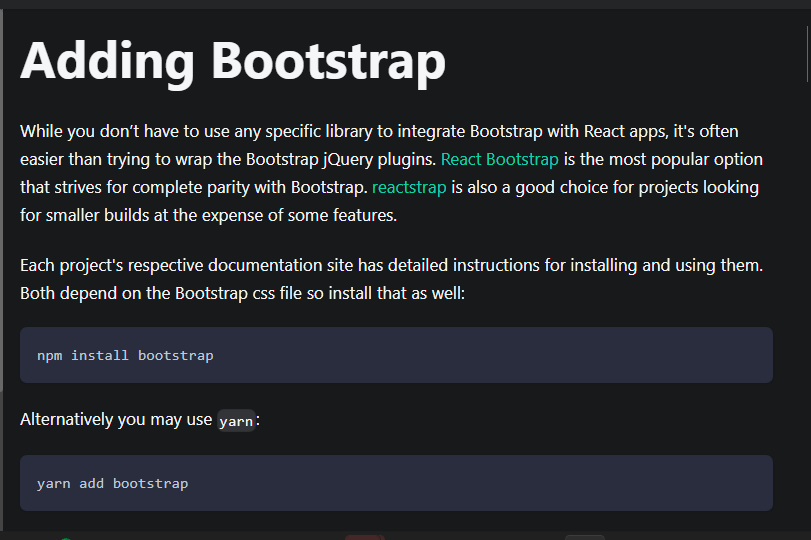 Adding Bootstrap
While you don’t have to use any specific library to integrate Bootstrap with React apps, it's often
easier than trying to wrap the Bootstrap jQuery plugins. React Bootstrap is the most popular option
that strives for complete parity with Bootstrap. reactstrap is also a good choice for projects looking
for smaller builds at the expense of some features.
Each project's respective documentation site has detailed instructions for installing and using them.
Both depend on the Bootstrap css file so install that as well:
npm install bootstrap
Alternatively you may use yarn:
yarn add bootstrap